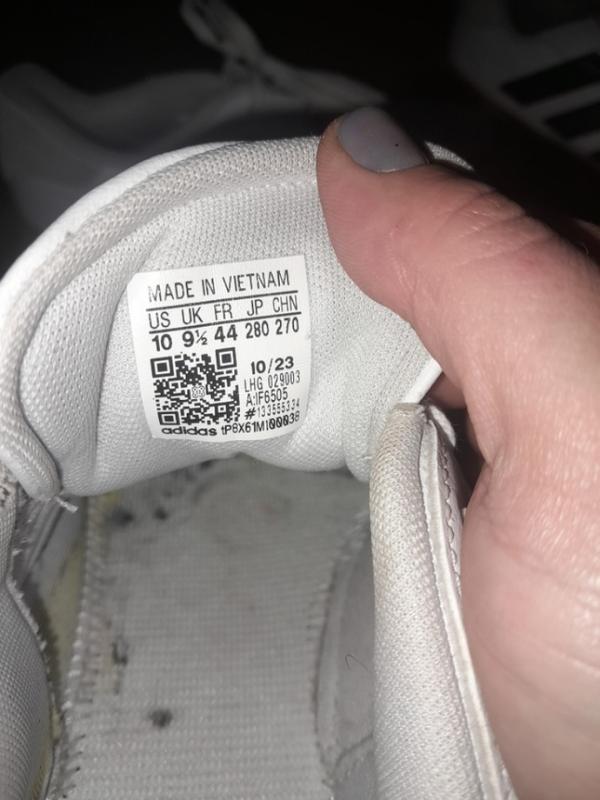 MADE IN VIETNAM
US UK FR JP CHN
10 9½ 44 280 270
10/23
LHG 029003
A:IF6505
#133555334
adidas 1P8X61M100038